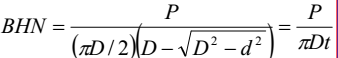 BHN = P / (πD/2)(D − √(D² − d²)) = P / πDt